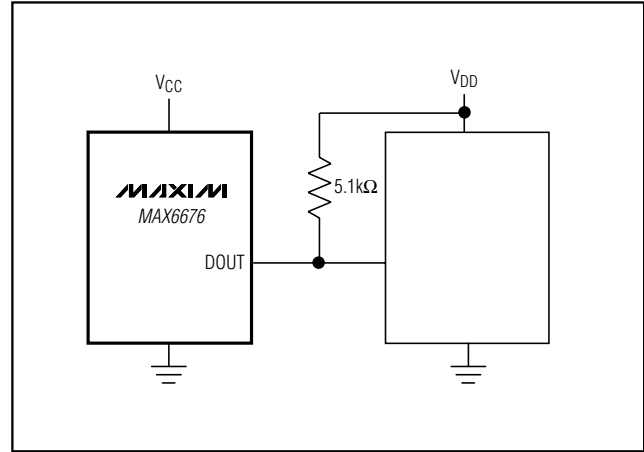 VCC
VDD
MAXIM
MAX6676
5.1kΩ
DOUT